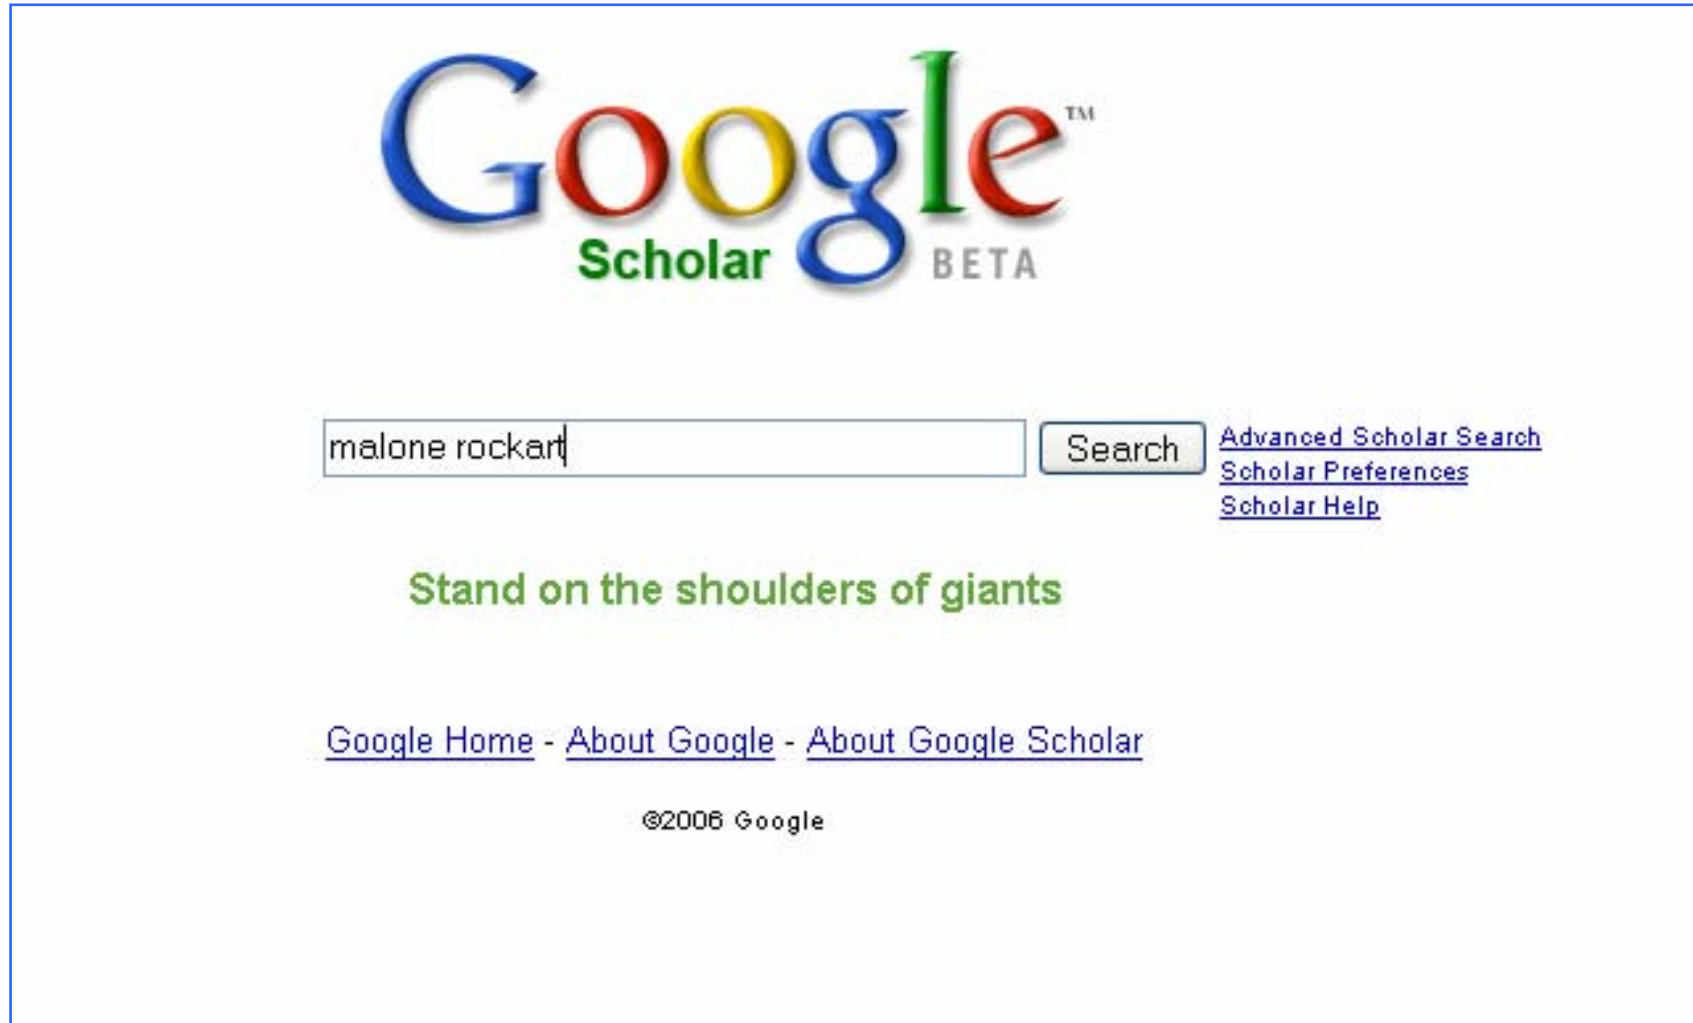 Google™
Scholar BETA
malone rockart
Search
Advanced Scholar Search
Scholar Preferences
Scholar Help
Stand on the shoulders of giants
Google Home - About Google - About Google Scholar
©2006 Google